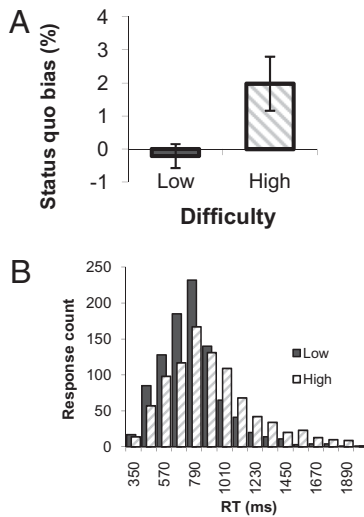 A
Status quo bias (%)
4
3
2
1
0
-1
Low
High
Difficulty
B
Response count
250
200
150
100
50
0
Low
High
350
570
790
1010
1230
1450
1670
1890
RT (ms)